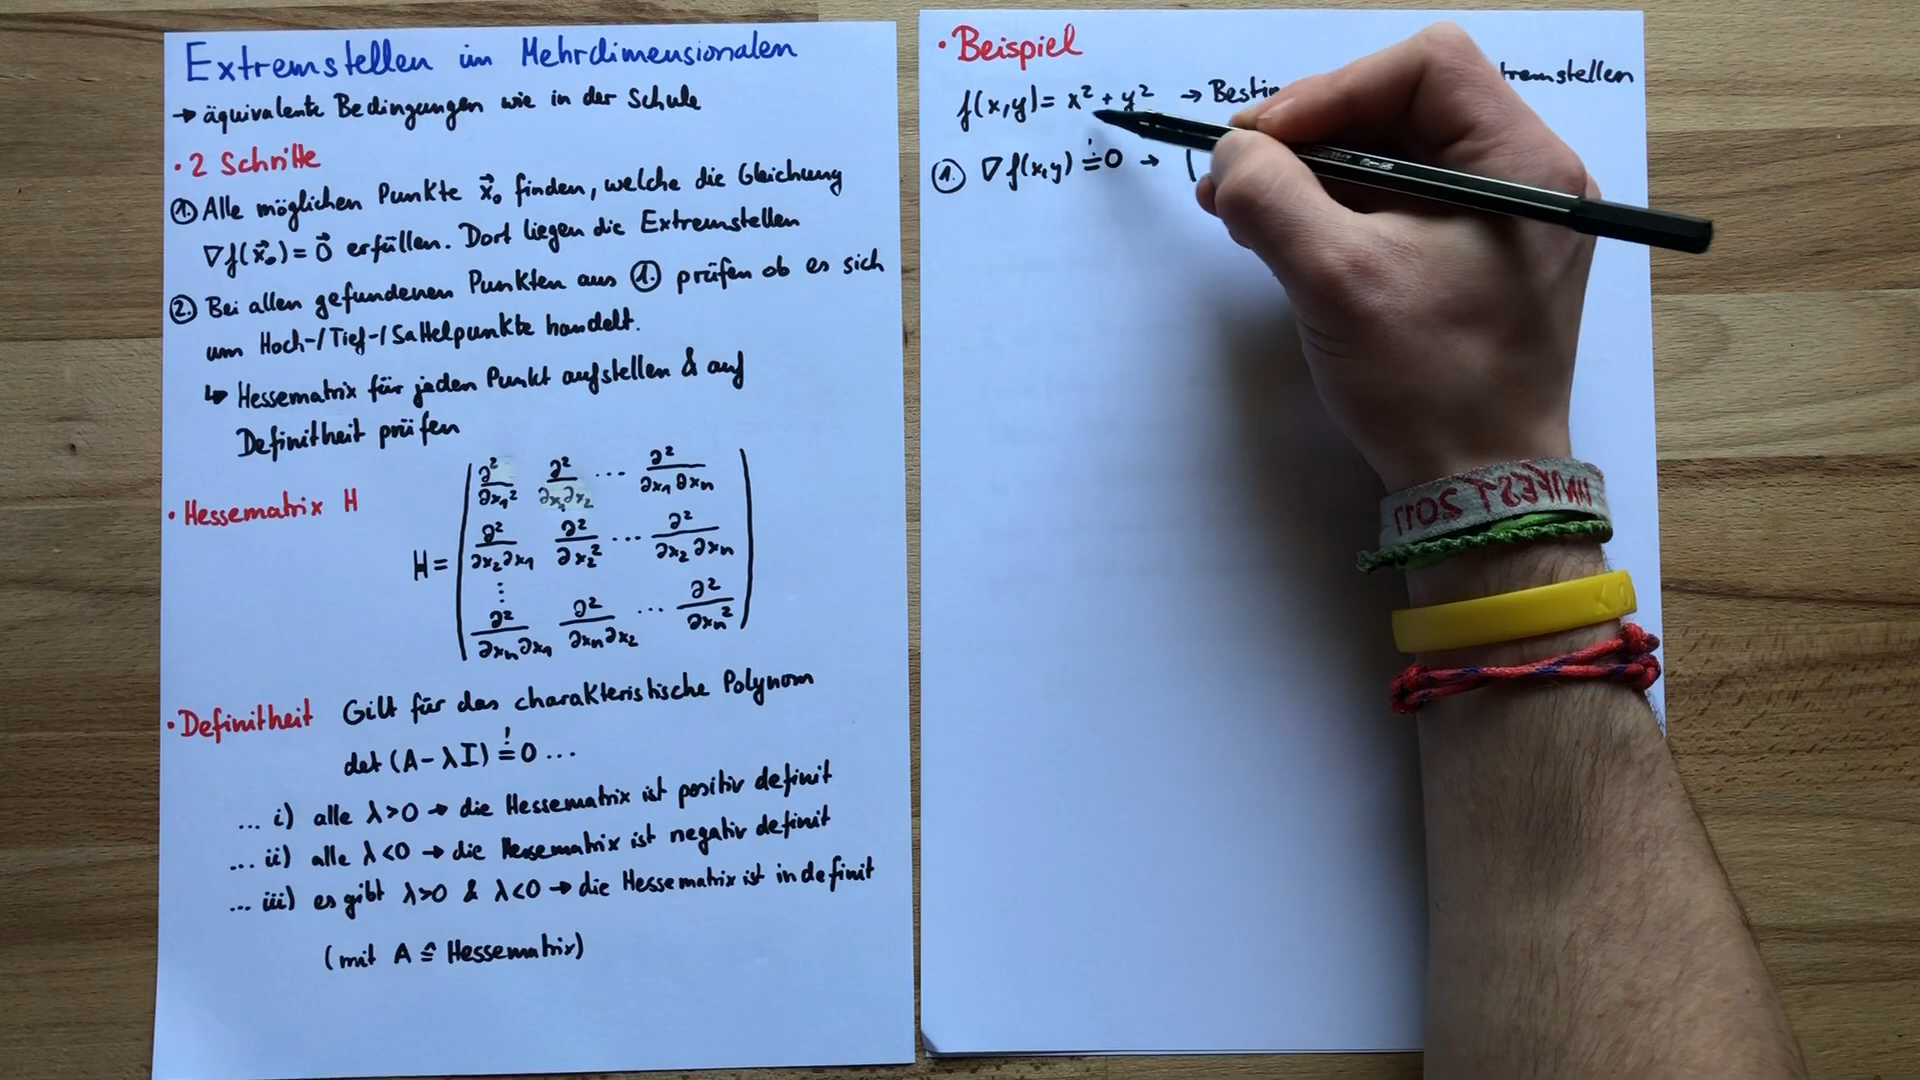 Extremstellen im Mehrdimensionalen
→ äquivalente Bedingungen wie in der Schule
• 2 Schritte
1. Alle möglichen Punkte x⃗₀ finden, welche die Gleichung
∇f(x⃗₀) = 0⃗ erfüllen. Dort liegen die Extremstellen
2. Bei allen gefundenen Punkten aus 1. prüfen ob es sich
um Hoch-/Tief-/Sattelpunkte handelt.
↳ Hessematrix für jeden Punkt aufstellen & auf
Definitheit prüfen
• Hessematrix H
H = ( ∂²/∂x₁² ∂²/∂x₁∂x₂ ... ∂²/∂x₁∂xₙ
∂²/∂x₂∂x₁ ∂²/∂x₂² ... ∂²/∂x₂∂xₙ
⋮
∂²/∂xₙ∂x₁ ∂²/∂xₙ∂x₂ ... ∂²/∂xₙ² )
• Definitheit Gilt für das charakteristische Polynom
det (A - λI) =! 0 ...
... i) alle λ>0 → die Hessematrix ist positiv definit
... ii) alle λ<0 → die Hessematrix ist negativ definit
... iii) es gibt λ>0 & λ<0 → die Hessematrix ist indefinit
(mit A ≙ Hessematrix)
• Beispiel
f(x,y) = x² + y² → Bestim tremstellen
1. ∇f(x,y) =! 0 → (
UNIFEST 2011